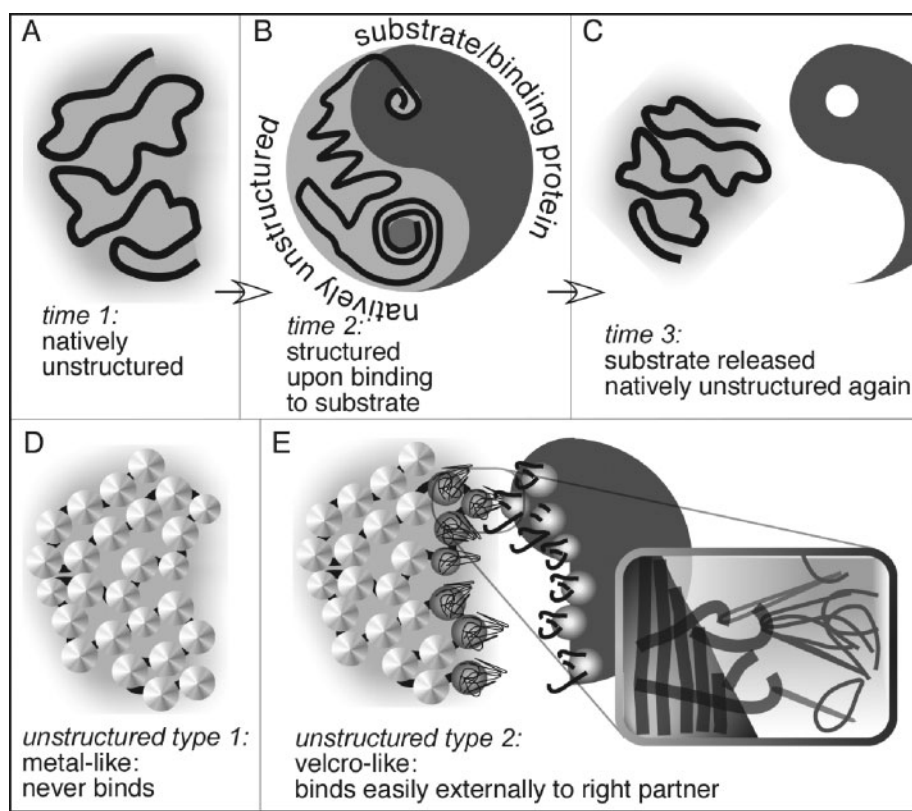 A
time 1:
natively
unstructured
B
substrate/binding protein
natively unstructured
time 2:
structured
upon binding
to substrate
C
time 3:
substrate released
natively unstructured again
D
unstructured type 1:
metal-like:
never binds
E
unstructured type 2:
velcro-like:
binds easily externally to right partner